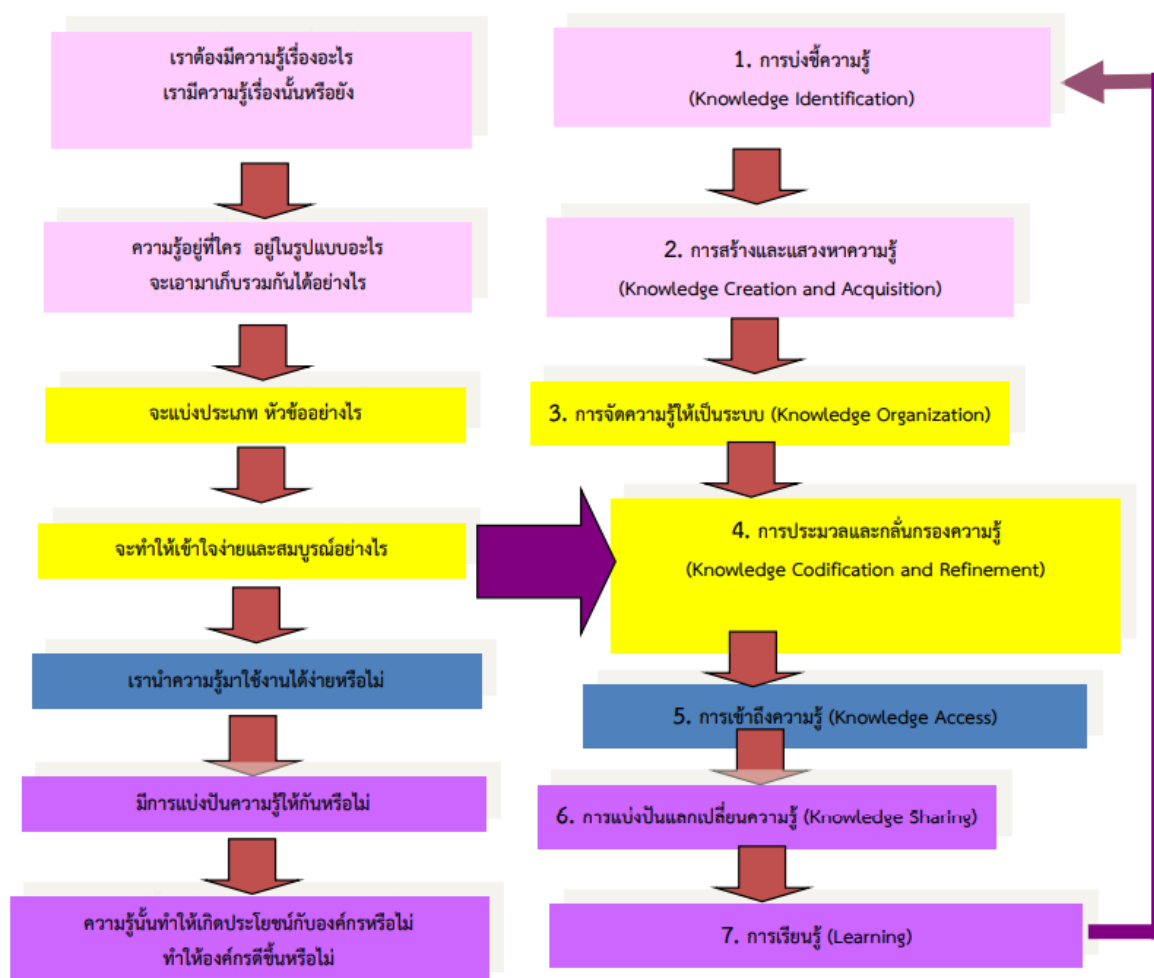 เราต้องมีความรู้เรื่องอะไร
เรามีความรู้เรื่องนั้นหรือยัง
ความรู้อยู่ที่ใคร อยู่ในรูปแบบอะไร
จะเอามาเก็บรวมกันได้อย่างไร
จะแบ่งประเภท หัวข้ออย่างไร
จะทำให้เข้าใจง่ายและสมบูรณ์อย่างไร
เรานำความรู้มาใช้งานได้ง่ายหรือไม่
มีการแบ่งปันความรู้ให้กันหรือไม่
ความรู้นั้นทำให้เกิดประโยชน์กับองค์กรหรือไม่
ทำให้องค์กรดีขึ้นหรือไม่
1. การบ่งชี้ความรู้
(Knowledge Identification)
2. การสร้างและแสวงหาความรู้
(Knowledge Creation and Acquisition)
3. การจัดความรู้ให้เป็นระบบ (Knowledge Organization)
4. การประมวลและกลั่นกรองความรู้
(Knowledge Codification and Refinement)
5. การเข้าถึงความรู้ (Knowledge Access)
6. การแบ่งปันแลกเปลี่ยนความรู้ (Knowledge Sharing)
7. การเรียนรู้ (Learning)